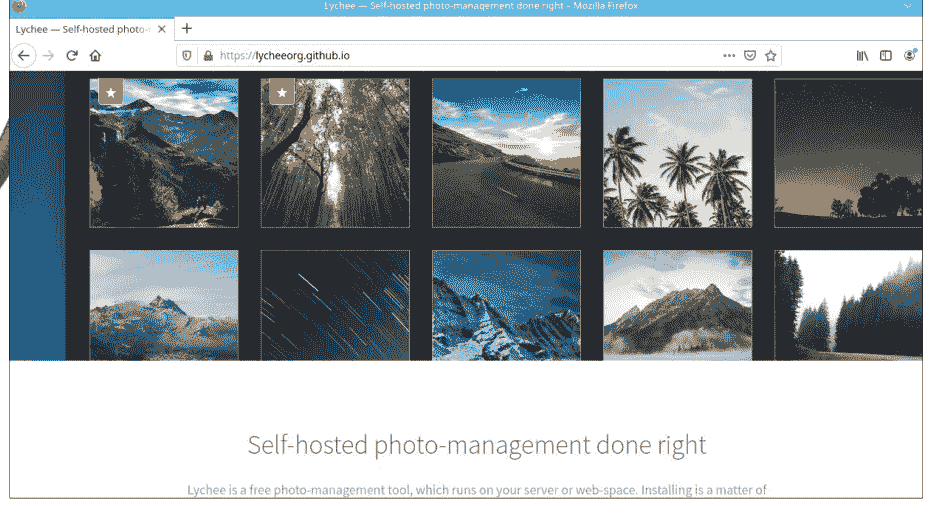 Lychee — Self-hosted photo-management done right - Mozilla Firefox
Lychee — Self-hosted photo-
https://lycheeorg.github.io
Self-hosted photo-management done right
Lychee is a free photo-management tool, which runs on your server or web-space. Installing is a matter of